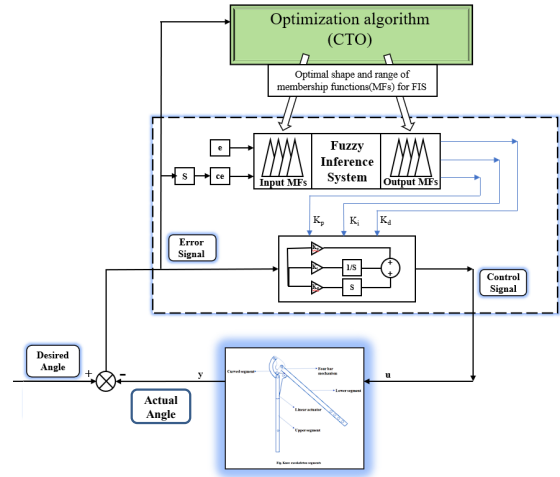 Optimization algorithm
(CTO)
Optimal shape and range of
membership functions(MFs) for FIS
e
S
ce
Input MFs
Fuzzy
Inference
System
Output MFs
Kp
Ki
Kd
Error
Signal
1/S
S
+
+
Control
Signal
Desired
Angle
+
-
y
Actual
Angle
u
Curved segment
Four bar
mechanism
Lower segment
Linear actuator
Upper segment